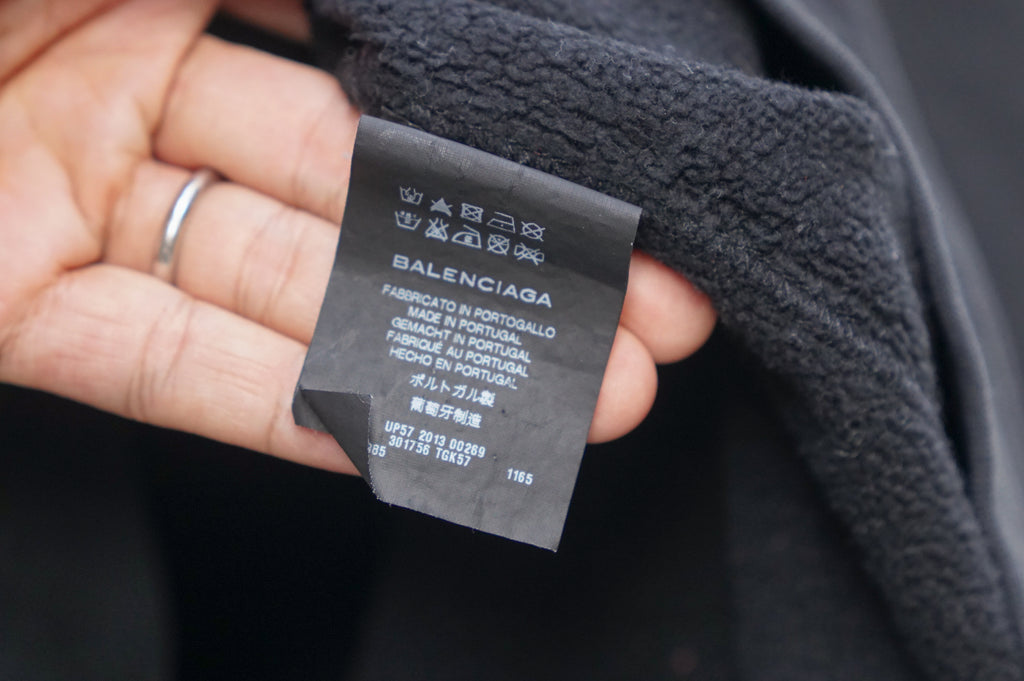 BALENCIAGA
FABBRICATO IN PORTOGALLO
MADE IN PORTUGAL
GEMACHT IN PORTUGAL
FABRIQUÉ AU PORTUGAL
HECHO EN PORTUGAL
ポルトガル製
葡萄牙制造
UP57 2013 00269
301756 TGK57
85 1165